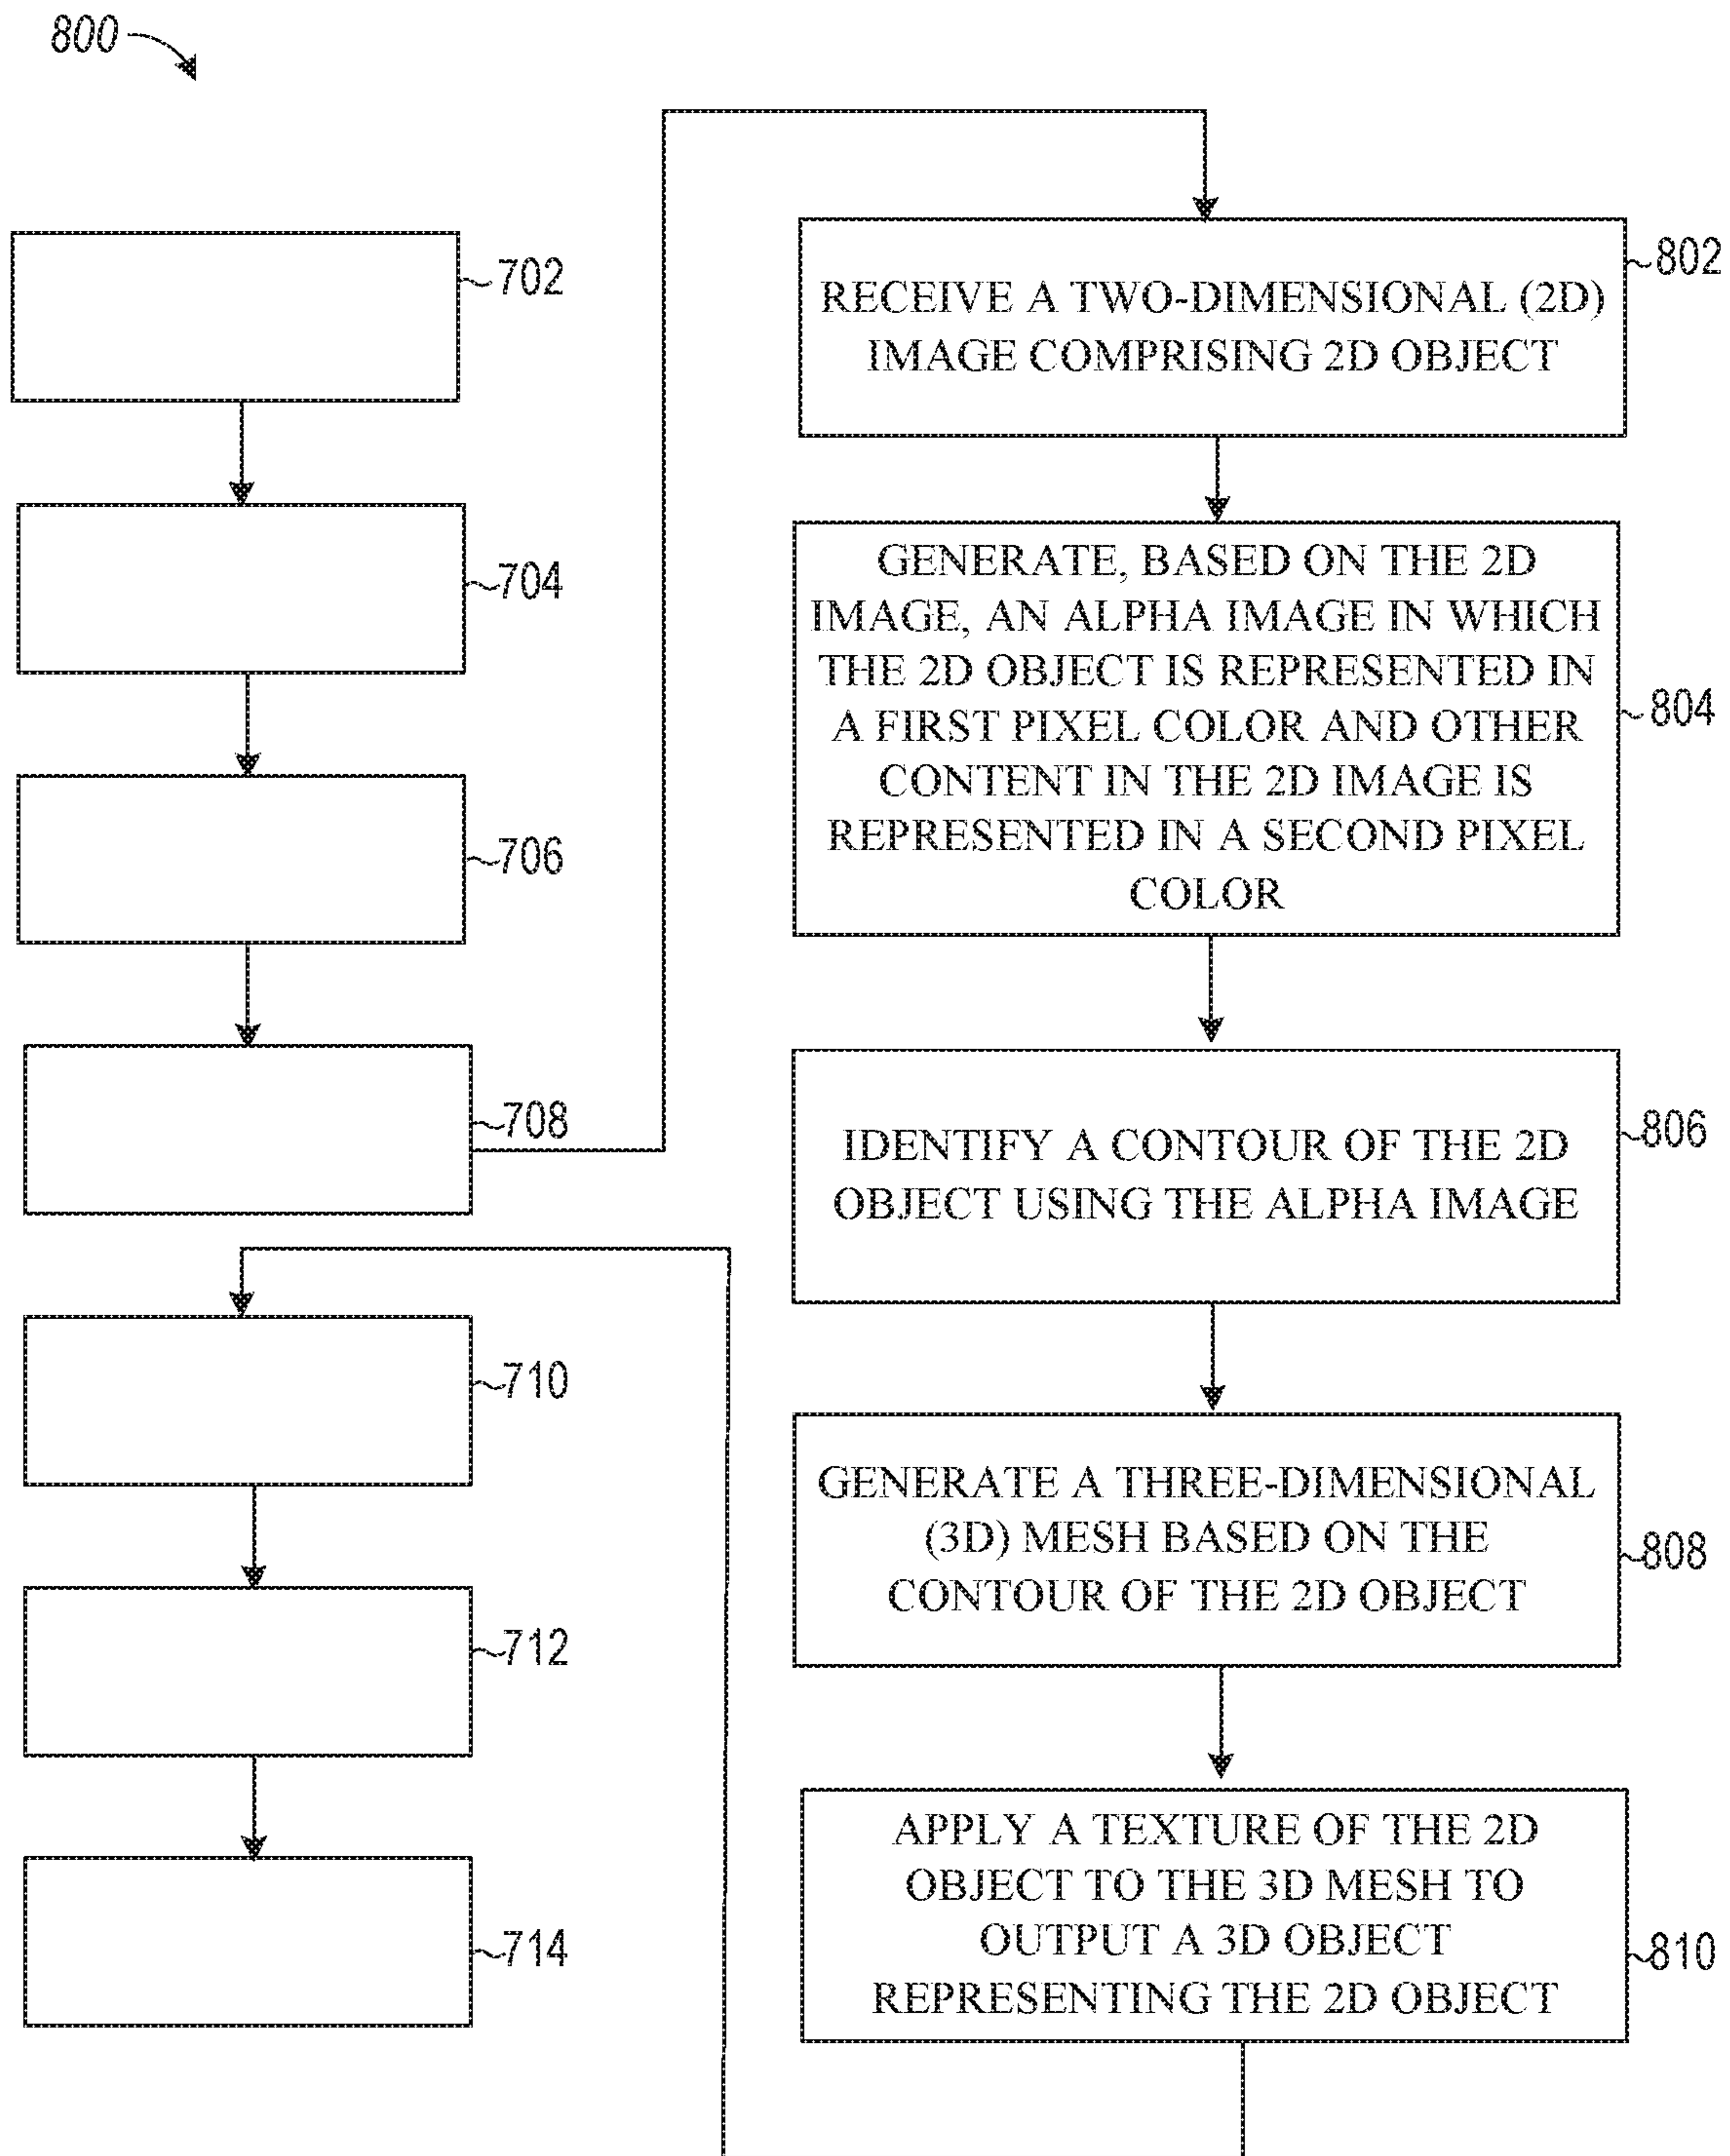 800
702
704
706
708
710
712
714
RECEIVE A TWO-DIMENSIONAL (2D)
IMAGE COMPRISING 2D OBJECT
802
GENERATE, BASED ON THE 2D
IMAGE, AN ALPHA IMAGE IN WHICH
THE 2D OBJECT IS REPRESENTED IN
A FIRST PIXEL COLOR AND OTHER
CONTENT IN THE 2D IMAGE IS
REPRESENTED IN A SECOND PIXEL
COLOR
804
IDENTIFY A CONTOUR OF THE 2D
OBJECT USING THE ALPHA IMAGE
806
GENERATE A THREE-DIMENSIONAL
(3D) MESH BASED ON THE
CONTOUR OF THE 2D OBJECT
808
APPLY A TEXTURE OF THE 2D
OBJECT TO THE 3D MESH TO
OUTPUT A 3D OBJECT
REPRESENTING THE 2D OBJECT
810